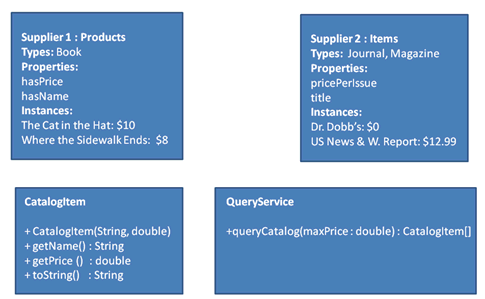 Supplier 1 : Products
Types: Book
Properties:
hasPrice
hasName
Instances:
The Cat in the Hat: $10
Where the Sidewalk Ends: $8
Supplier 2 : Items
Types: Journal, Magazine
Properties:
pricePerIssue
title
Instances:
Dr. Dobb's: $0
US News & W. Report: $12.99
CatalogItem
+ CatalogItem(String, double)
+ getName() : String
+ getPrice () : double
+ toString() : String
QueryService
+queryCatalog(maxPrice : double) : CatalogItem[]